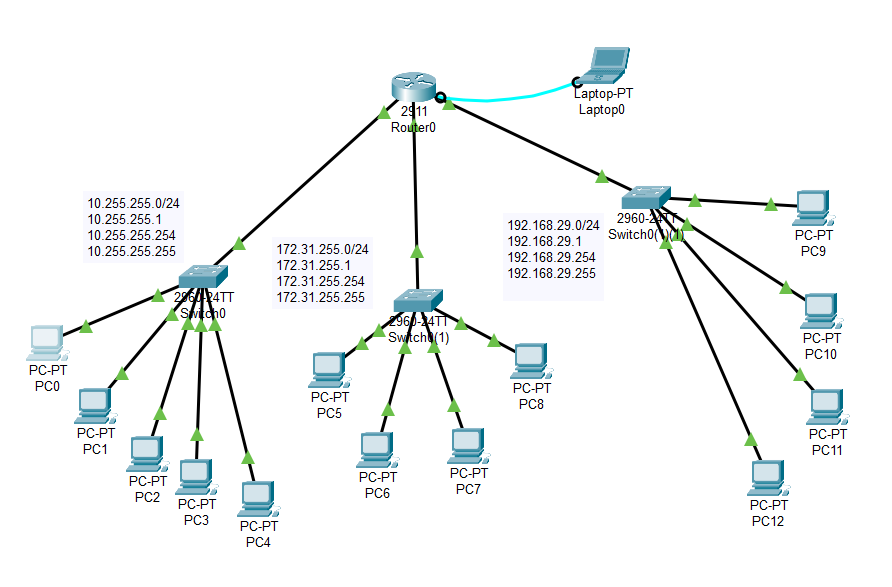 2911
Router0
Laptop-PT
Laptop0
10.255.255.0/24
10.255.255.1
10.255.255.254
10.255.255.255
172.31.255.0/24
172.31.255.1
172.31.255.254
172.31.255.255
192.168.29.0/24
192.168.29.1
192.168.29.254
192.168.29.255
2960-24TT
Switch0(1)(1)
PC-PT
PC9
2960-24TT
Switch0
2960-24TT
Switch0(1)
PC-PT
PC0
PC-PT
PC1
PC-PT
PC2
PC-PT
PC3
PC-PT
PC4
PC-PT
PC5
PC-PT
PC6
PC-PT
PC7
PC-PT
PC8
PC-PT
PC10
PC-PT
PC11
PC-PT
PC12